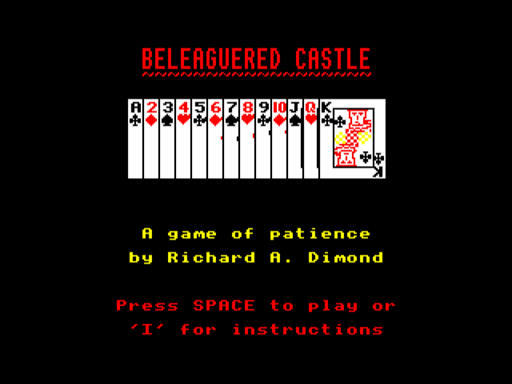 BELEAGUERED CASTLE
A 2 3 4 5 6 7 8 9 10 J Q K
K
A game of patience
by Richard A. Dimond
Press SPACE to play or
'I' for instructions